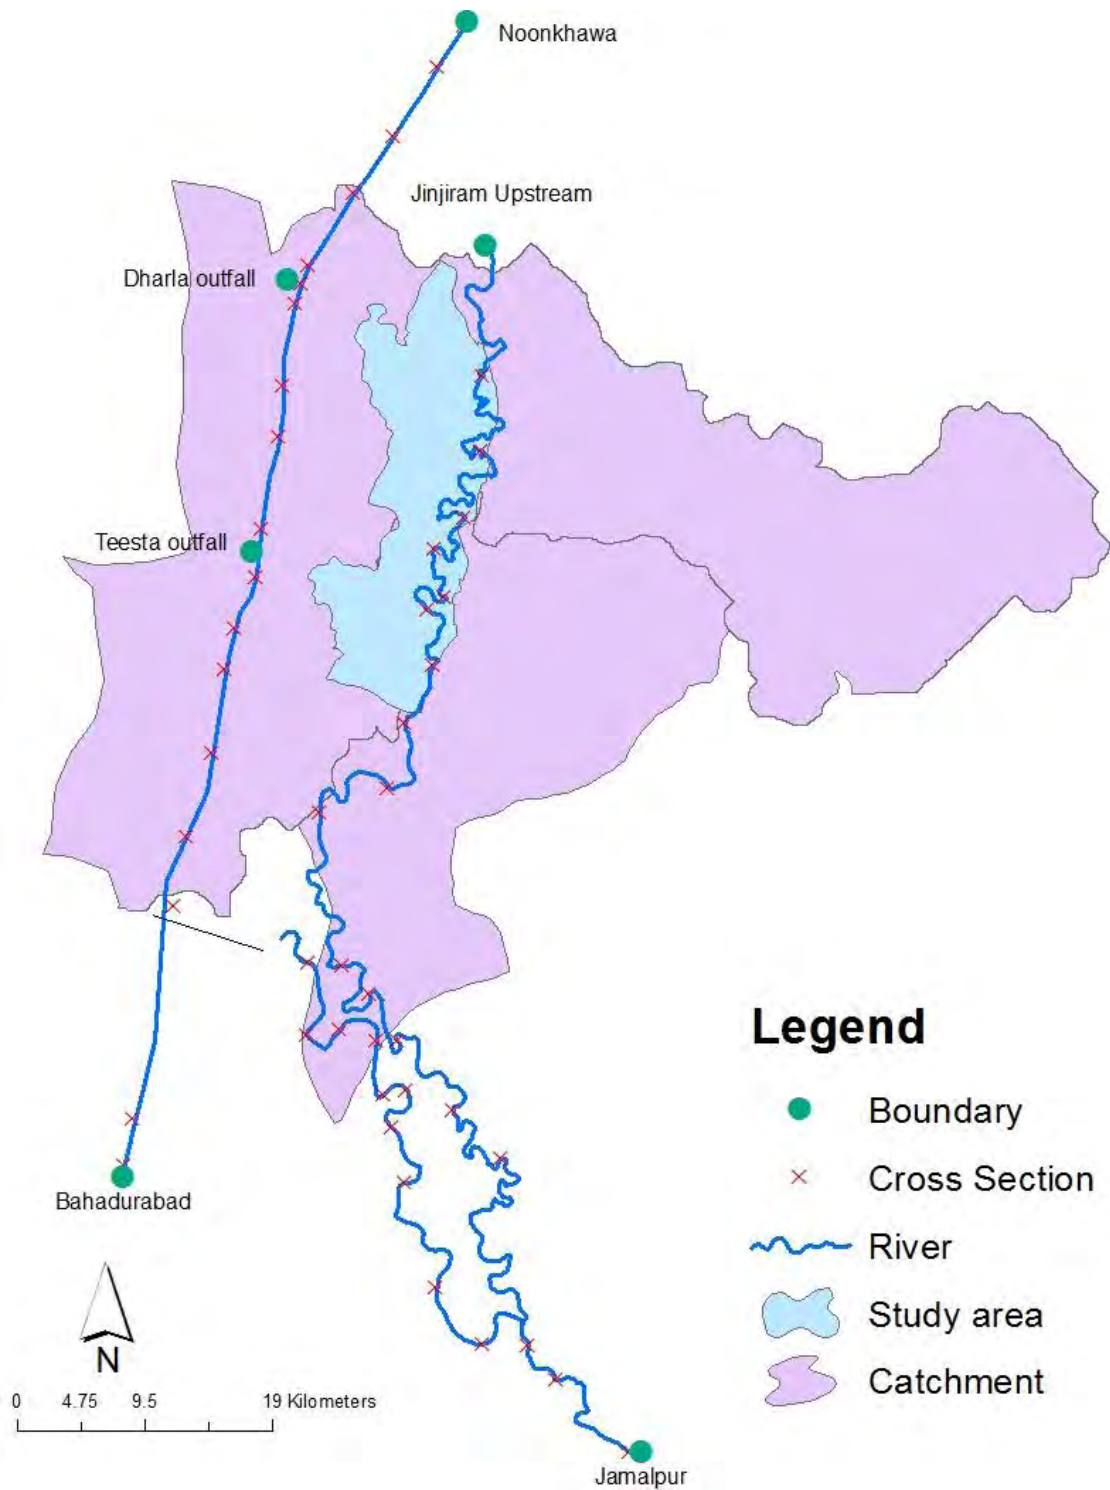 Noonkhawa
Jinjiram Upstream
Dharla outfall
Teesta outfall
Legend
Boundary
Cross Section
Bahadurabad
River
Study area
N
Catchment
0 4.75 9.5 19 Kilometers
Jamalpur